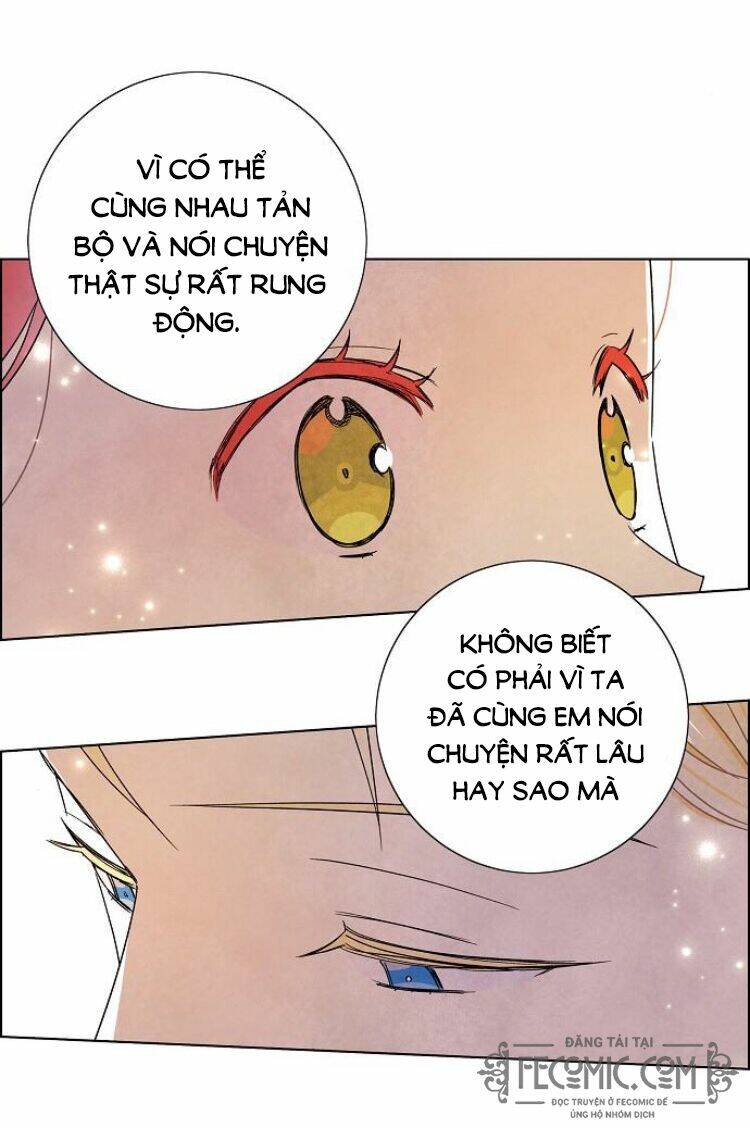 VÌ CÓ THỂ
CÙNG NHAU TẢN
BỘ VÀ NÓI CHUYỆN
THẬT SỰ RẤT RUNG
ĐỘNG.
KHÔNG BIẾT
CÓ PHẢI VÌ TA
ĐÃ CÙNG EM NÓI
CHUYỆN RẤT LÂU
HAY SAO MÀ
ĐĂNG TẢI TẠI
FECOMIC.COM
ĐỌC TRUYỆN Ở FECOMIC ĐỂ
ỦNG HỘ NHÓM DỊCH